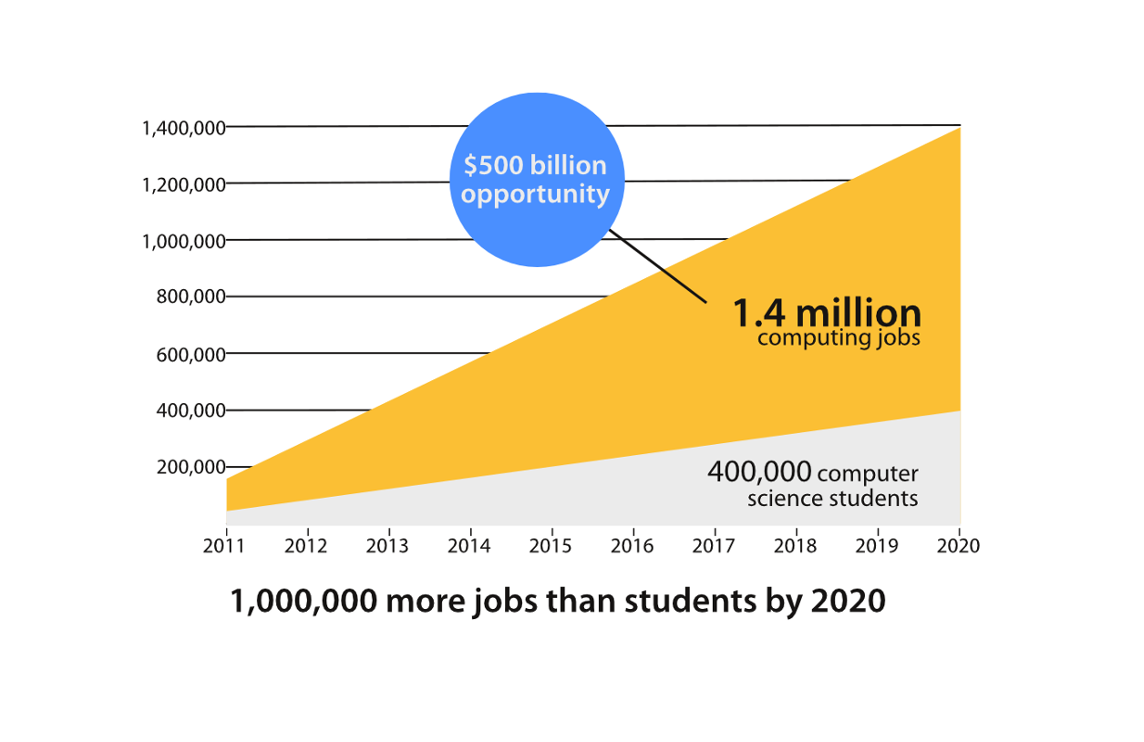 1,400,000
1,200,000
1,000,000
800,000
600,000
400,000
200,000
$500 billion
opportunity
1.4 million
computing jobs
400,000 computer
science students
2011 2012 2013 2014 2015 2016 2017 2018 2019 2020
1,000,000 more jobs than students by 2020